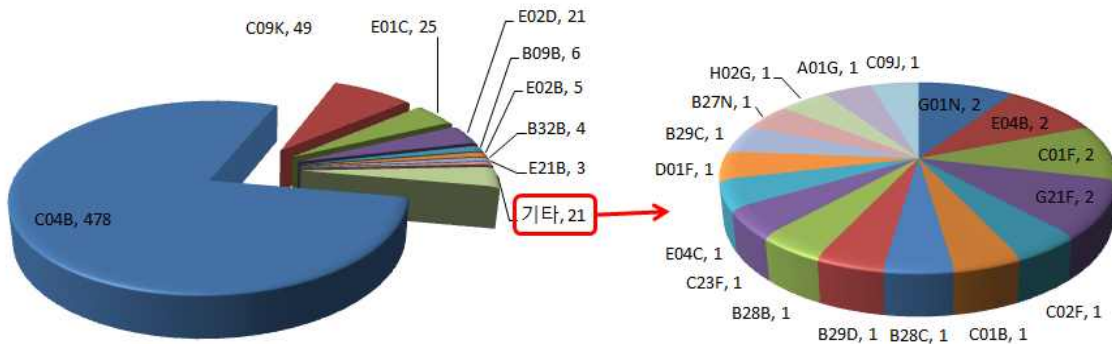 C09K, 49
E01C, 25
E02D, 21
B09B, 6
E02B, 5
B32B, 4
E21B, 3
기타, 21
C04B, 478
C09J, 1
A01G, 1
H02G, 1
B27N, 1
B29C, 1
D01F, 1
E04C, 1
C23F, 1
B28B, 1
B29D, 1
B28C, 1
C01B, 1
C02F, 1
G01N, 2
E04B, 2
C01F, 2
G21F, 2